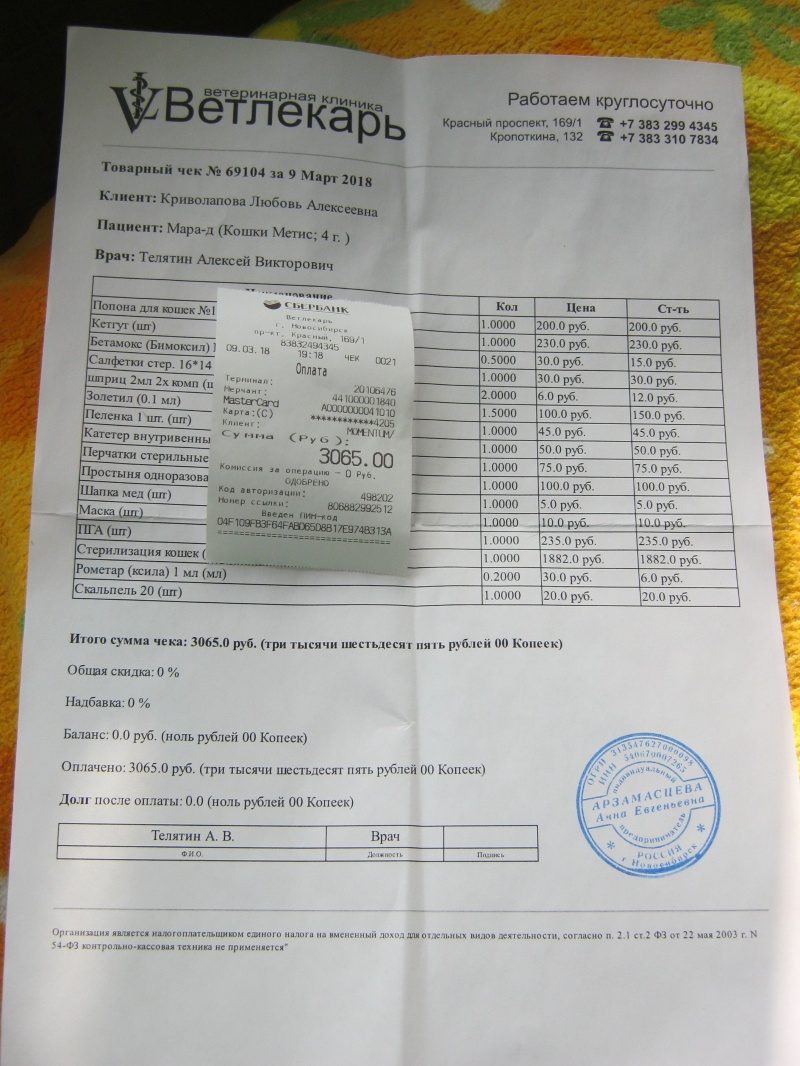 ветеринарная клиника
Ветлекарь
Работаем круглосуточно
Красный проспект, 169/1 ☎ +7 383 299 4345
Кропоткина, 132 ☎ +7 383 310 7834
Товарный чек № 69104 за 9 Март 2018
Клиент: Криволапова Любовь Алексеевна
Пациент: Мара-д (Кошки Метис; 4 г. )
Врач: Телятин Алексей Викторович
Кол Цена Ст-ть
Попона для кошек №1 1.0000 200.0 руб. 200.0 руб.
Кетгут (шт) 1.0000 230.0 руб. 230.0 руб.
Бетамокс (Бимоксил) 0.5000 30.0 руб. 15.0 руб.
Салфетки стер. 16*14 1.0000 30.0 руб. 30.0 руб.
шприц 2мл 2х комп 2.0000 6.0 руб. 12.0 руб.
Золетил (0.1 мл) 1.5000 100.0 руб. 150.0 руб.
Пеленка 1 шт. (шт) 1.0000 45.0 руб. 45.0 руб.
Катетер 1.0000 50.0 руб. 50.0 руб.
Перчатки стерильные 1.0000 75.0 руб. 75.0 руб.
Простыня 1.0000 100.0 руб. 100.0 руб.
Шапка мед (шт) 1.0000 5.0 руб. 5.0 руб.
Маска (шт) 1.0000 10.0 руб. 10.0 руб.
ПГА (шт) 1.0000 235.0 руб. 235.0 руб.
Стерилизация кошек ( 1.0000 1882.0 руб. 1882.0 руб.
Рометар (ксила) 1 мл (мл) 0.2000 30.0 руб. 6.0 руб.
Скальпель 20 (шт) 1.0000 20.0 руб. 20.0 руб.
СБЕРБАНК
Ветлекарь
г. Новосибирск
пр-кт. Красный, 169/1
83832494345
09.03.18 19:18 ЧЕК 0021
Оплата
Терминал: 20106476
Мерчант: 441000001840
MasterCard A0000000041010
Карта:(C) ************4205
Клиент: MOMENTUM/
Сумма (Руб):
3065.00
Комиссия за операцию - 0 Руб.
ОДОБРЕНО
Код авторизации: 498202
Номер ссылки: 806882992512
Введен ПИН-код
04F109FB3F64FABD65D8B17E974B313A
================================
Итого сумма чека: 3065.0 руб. (три тысячи шестьдесят пять рублей 00 Копеек)
Общая скидка: 0 %
Надбавка: 0 %
Баланс: 0.0 руб. (ноль рублей 00 Копеек)
Оплачено: 3065.0 руб. (три тысячи шестьдесят пять рублей 00 Копеек)
Долг после оплаты: 0.0 (ноль рублей 00 Копеек)
Телятин А. В. Врач
Ф.И.О. Должность Подпись
ОГРН 313547627000098
ИНН 540670007265
индивидуальный
АРЗАМАСЦЕВА
Анна Евгеньевна
предприниматель
* РОССИЯ *
г Новосибирск
Организация является налогоплательщиком единого налога на вмененный доход для отдельных видов деятельности, согласно п. 2.1 ст.2 ФЗ от 22 мая 2003 г. N
54-ФЗ контрольно-кассовая техника не применяется"